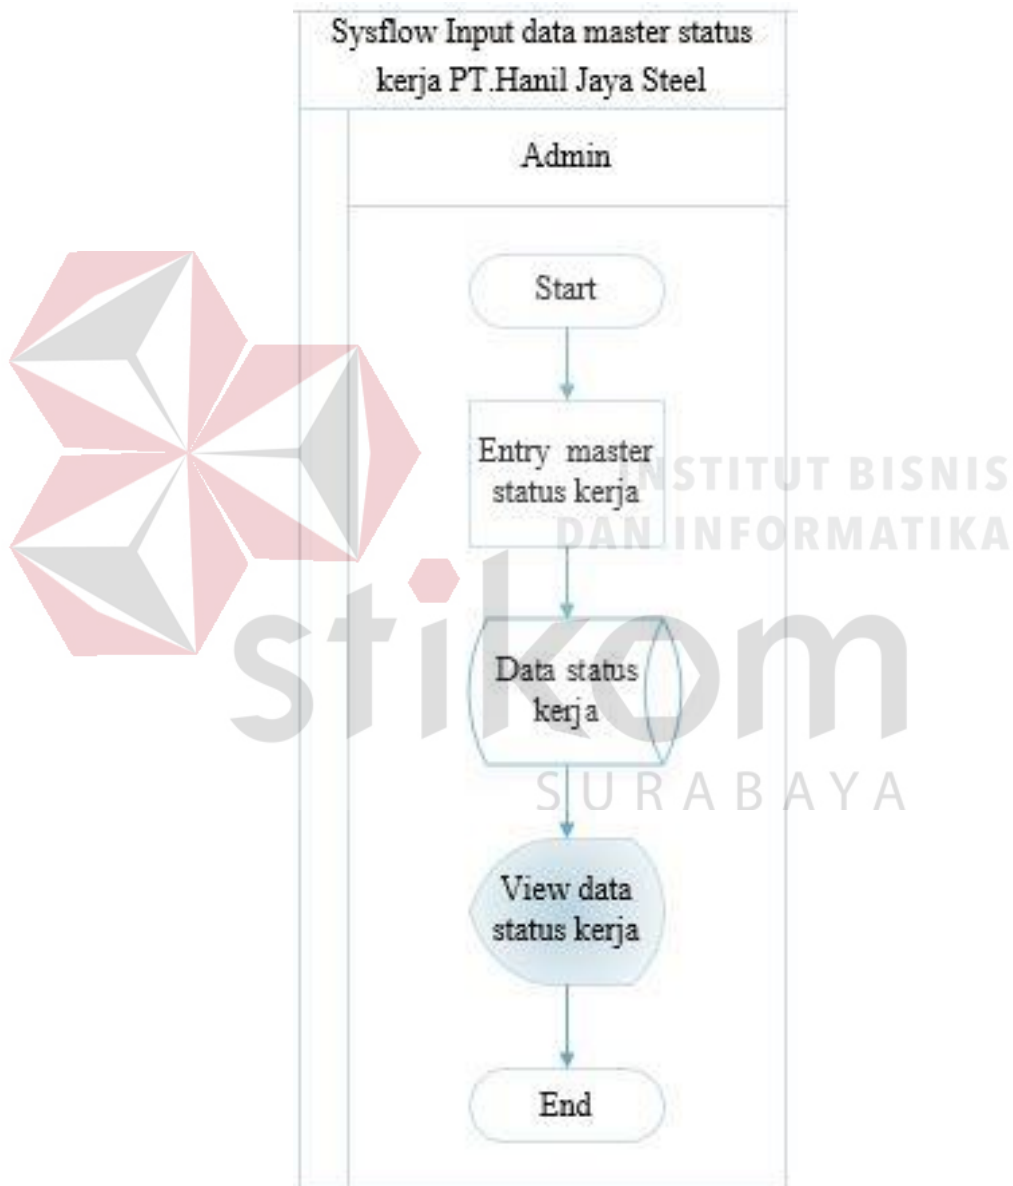 Sysflow Input data master status
kerja PT.Hanil Jaya Steel
Admin
Start
Entry master
status kerja
INSTITUT BISNIS
DAN INFORMATIKA
stikom
SURABAYA
Data status
kerja
View data
status kerja
End